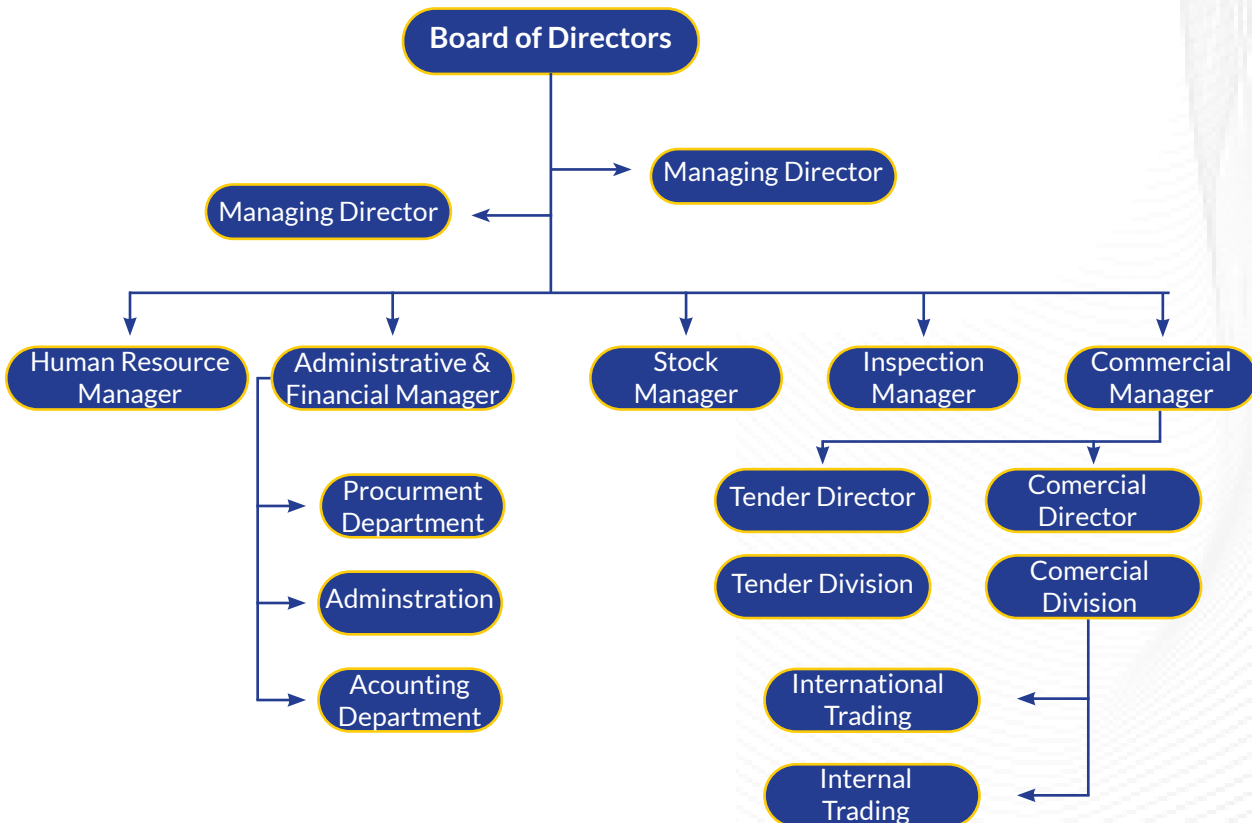 Board of Directors
Managing Director
Managing Director
Human Resource
Manager
Administrative &
Financial Manager
Stock
Manager
Inspection
Manager
Commercial
Manager
Procurment
Department
Adminstration
Acounting
Department
Tender Director
Comercial
Director
Tender Division
Comercial
Division
International
Trading
Internal
Trading